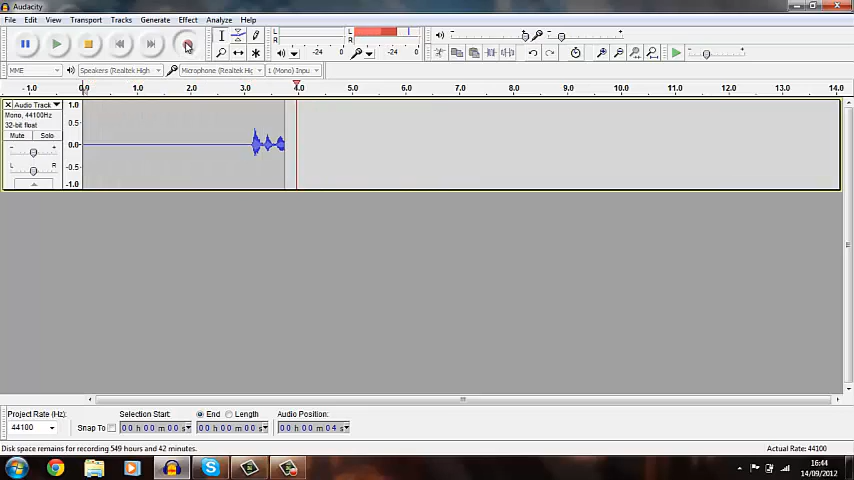 Audacity
File Edit View Transport Tracks Generate Effect Analyze Help
L
R
-24 0
L
R
-24 0
MME Speakers (Realtek High Microphone (Realtek Hig 1 (Mono) Inpu
- 1.0 0.0 1.0 2.0 3.0 4.0 5.0 6.0 7.0 8.0 9.0 10.0 11.0 12.0 13.0 14.0
Audio Track
Mono, 44100Hz
32-bit float
Mute Solo
- +
L R
1.0
0.5
0.0
-0.5
-1.0
Project Rate (Hz): Selection Start: End Length Audio Position:
44100 Snap To 00 h 00 m 00 s 00 h 00 m 00 s 00 h 00 m 04 s
Disk space remains for recording 549 hours and 42 minutes. Actual Rate: 44100
16:44
14/09/2012